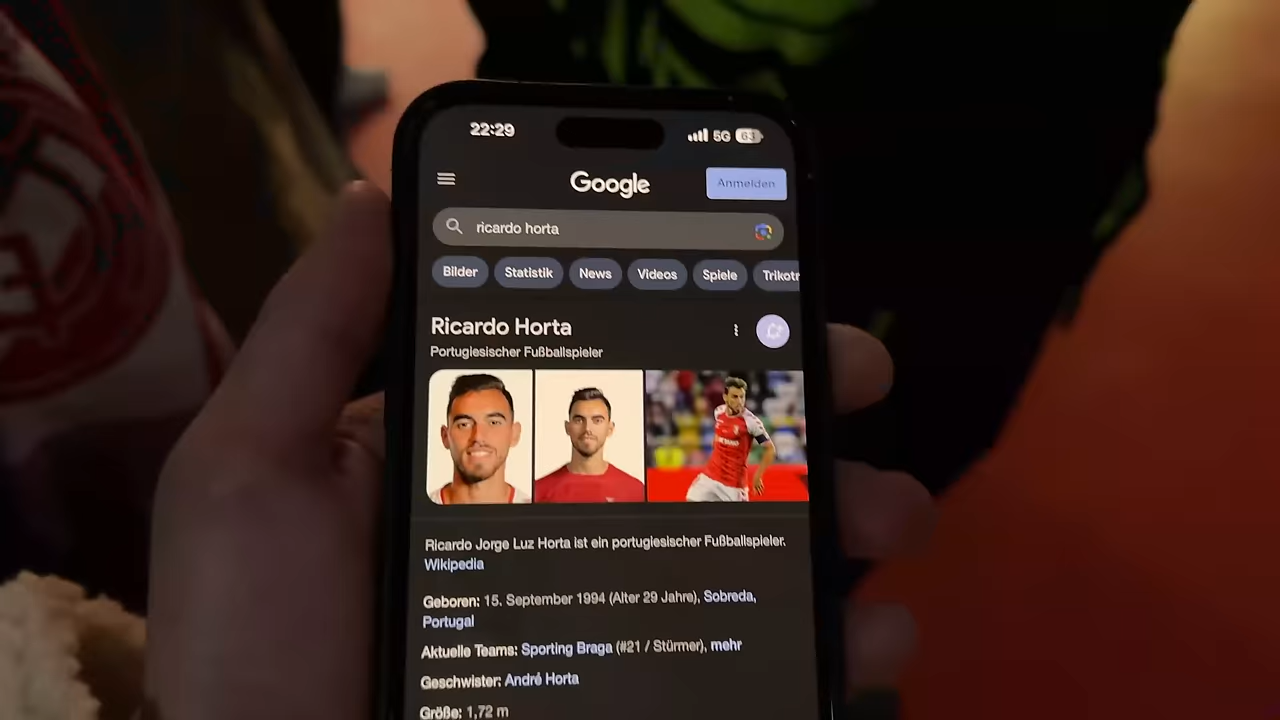 22:29 5G 63
Google Anmelden
ricardo horta
Bilder Statistik News Videos Spiele Trikotr
Ricardo Horta
Portugiesischer Fußballspieler
Ricardo Jorge Luz Horta ist ein portugiesischer Fußballspieler.
Wikipedia
Geboren: 15. September 1994 (Alter 29 Jahre), Sobreda,
Portugal
Aktuelle Teams: Sporting Braga (#21 / Stürmer), mehr
Geschwister: André Horta
Größe: 1,72 m